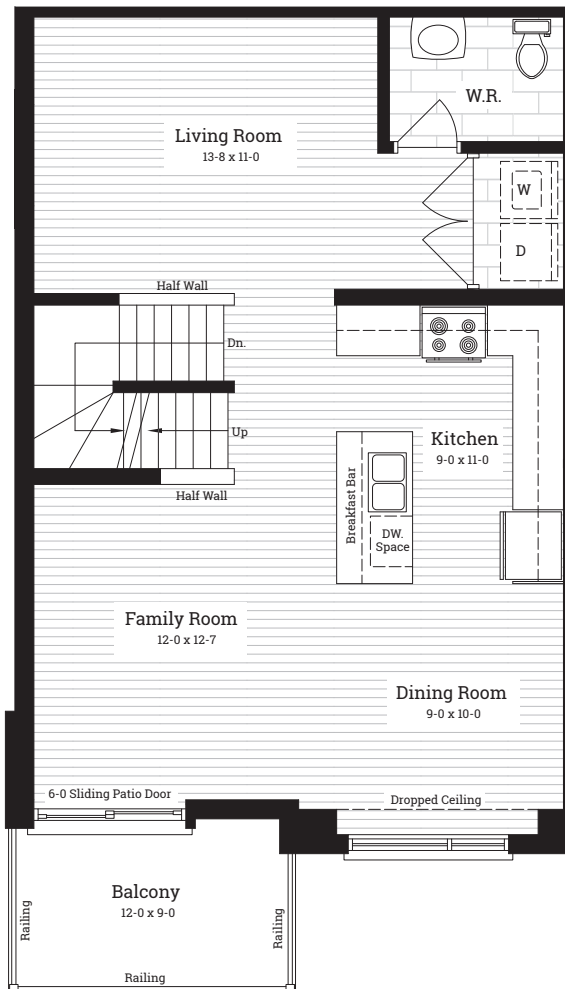 W.R.
Living Room
13-8 x 11-0
W
D
Half Wall
Dn.
Up
Kitchen
9-0 x 11-0
Breakfast Bar
DW.
Space
Half Wall
Family Room
12-0 x 12-7
Dining Room
9-0 x 10-0
6-0 Sliding Patio Door
Dropped Ceiling
Balcony
12-0 x 9-0
Railing
Railing
Railing